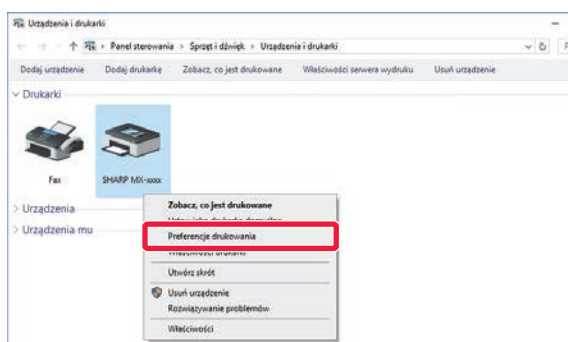 Urządzenia i drukarki
Panel sterowania › Sprzęt i dźwięk › Urządzenia i drukarki
Dodaj urządzenie Dodaj drukarkę Zobacz, co jest drukowane Właściwości serwera wydruku Usuń urządzenie
Drukarki
Fax SHARP MX-xxxx
Urządzenia
Urządzenia mu
Zobacz, co jest drukowane
Preferencje drukowania
Właściwości drukarki
Utwórz skrót
Usuń urządzenie
Rozwiązywanie problemów
Właściwości